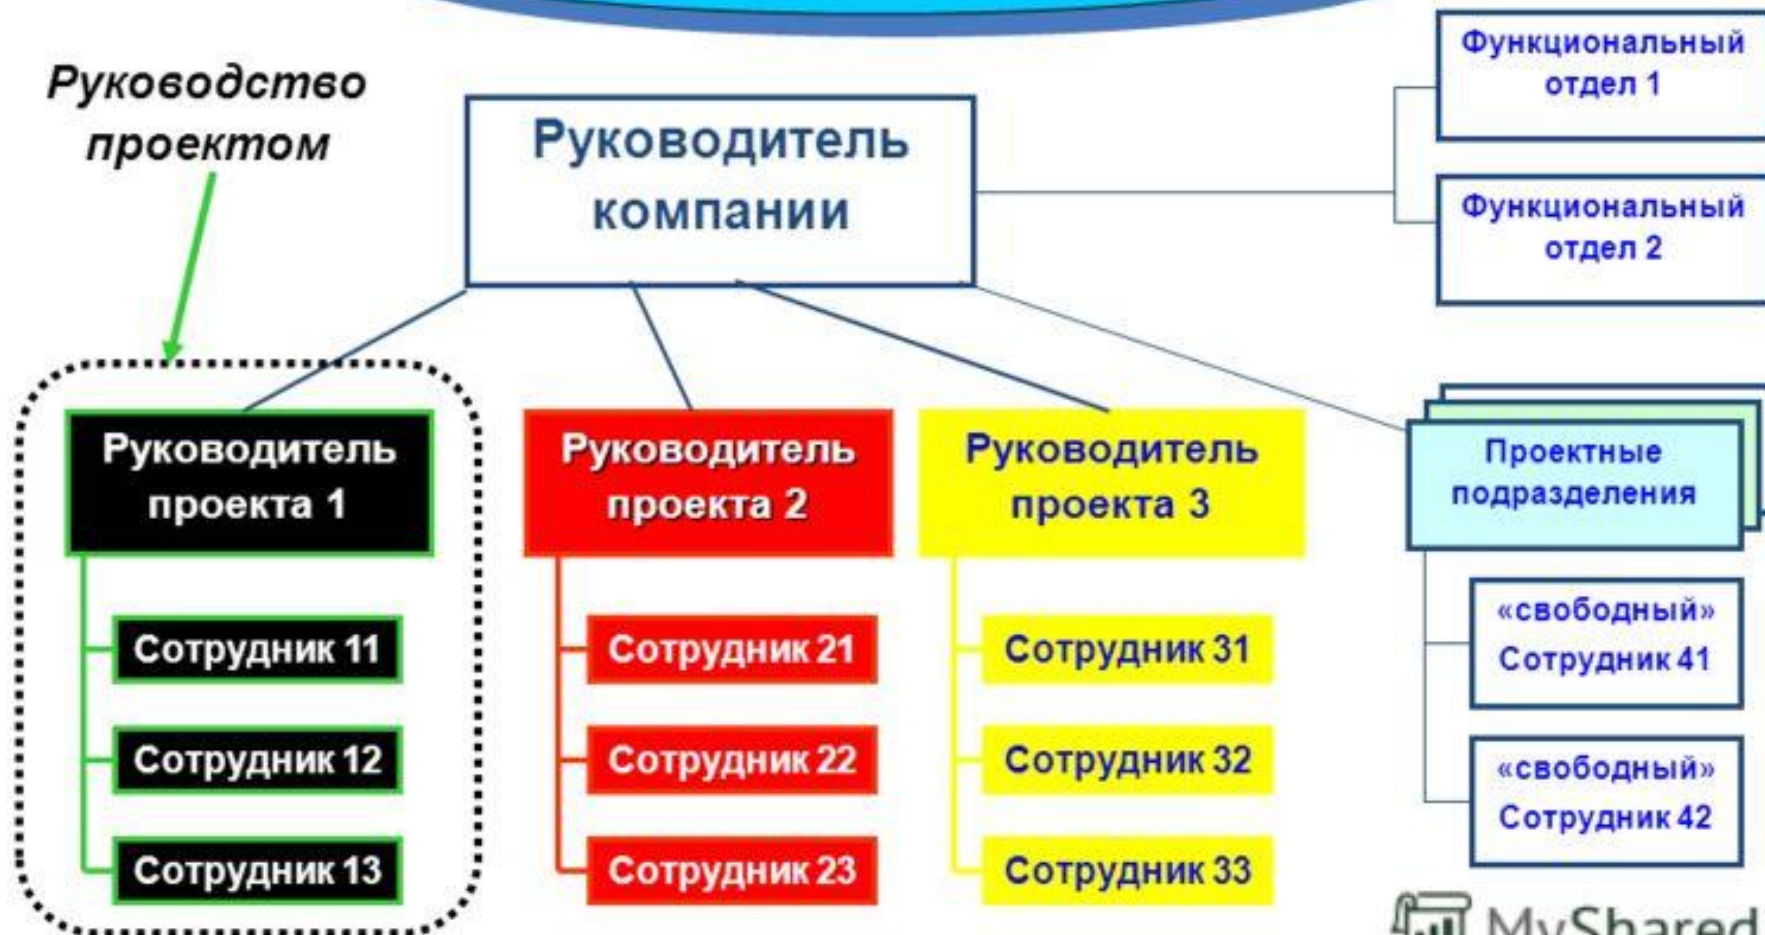 Руководство
проектом
Руководитель
компании
Функциональный
отдел 1
Функциональный
отдел 2
Руководитель
проекта 1
Сотрудник 11
Сотрудник 12
Сотрудник 13
Руководитель
проекта 2
Сотрудник 21
Сотрудник 22
Сотрудник 23
Руководитель
проекта 3
Сотрудник 31
Сотрудник 32
Сотрудник 33
Проектные
подразделения
«свободный»
Сотрудник 41
«свободный»
Сотрудник 42
MyShared